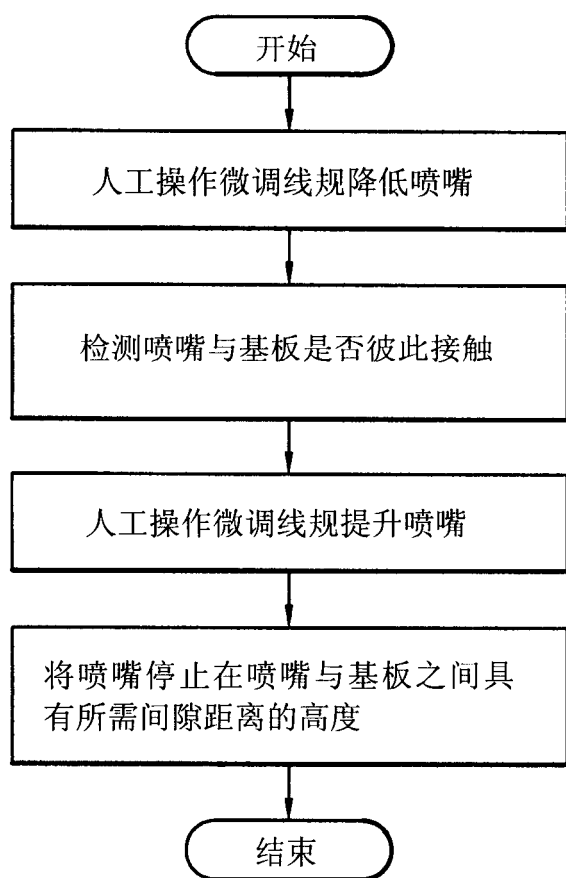 开始
人工操作微调线规降低喷嘴
检测喷嘴与基板是否彼此接触
人工操作微调线规提升喷嘴
将喷嘴停止在喷嘴与基板之间具
有所需间隙距离的高度
结束